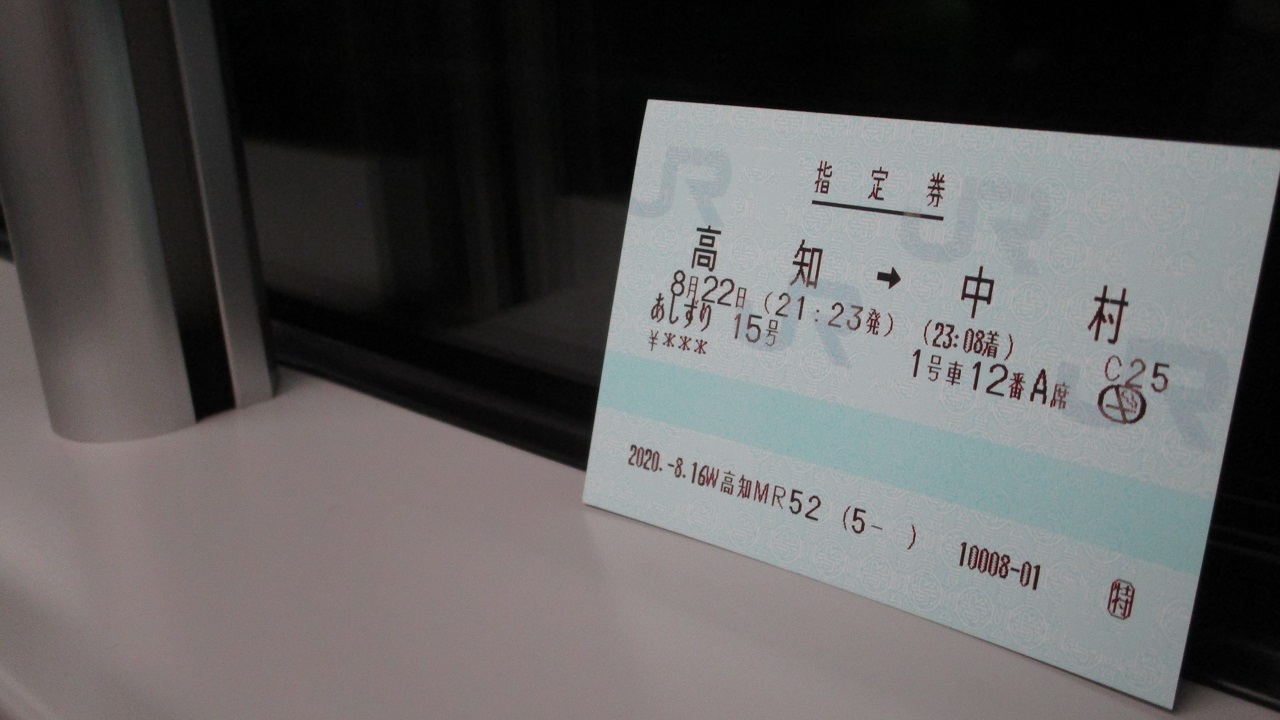 指定券
高知 → 中村
8月22日 (21:23発) (23:08着) C25
あしずり 15号 1号車12番A席
¥***
2020.-8.16W高知MR52 (5- ) 10008-01
特